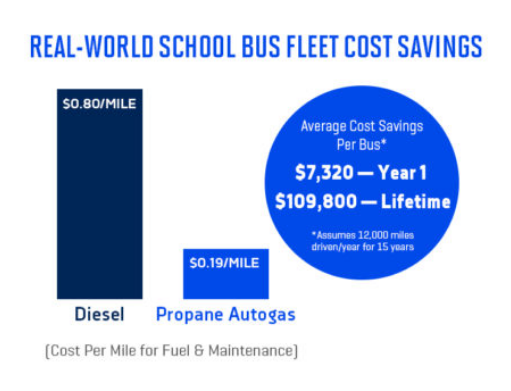 REAL-WORLD SCHOOL BUS FLEET COST SAVINGS
$0.80/MILE
Average Cost Savings
Per Bus*
$7,320 — Year 1
$109,800 — Lifetime
*Assumes 12,000 miles
driven/year for 15 years
$0.19/MILE
Diesel
Propane Autogas
(Cost Per Mile for Fuel & Maintenance)